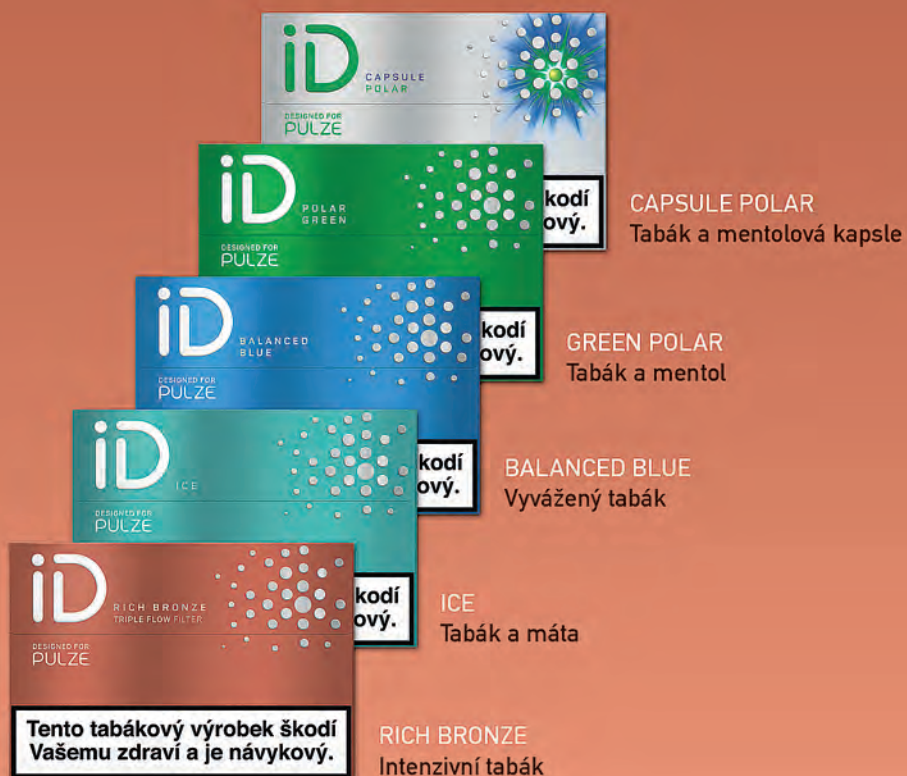 iD
CAPSULE
POLAR
DESIGNED FOR
PULZE
kodí
ový.
CAPSULE POLAR
Tabák a mentolová kapsle
iD
POLAR
GREEN
DESIGNED FOR
PULZE
kodí
ový.
GREEN POLAR
Tabák a mentol
iD
BALANCED
BLUE
DESIGNED FOR
PULZE
kodí
ový.
BALANCED BLUE
Vyvážený tabák
iD
ICE
DESIGNED FOR
PULZE
kodí
ový.
ICE
Tabák a máta
iD
RICH BRONZE
TRIPLE FLOW FILTER
DESIGNED FOR
PULZE
Tento tabákový výrobek škodí
Vašemu zdraví a je návykový.
RICH BRONZE
Intenzivní tabák